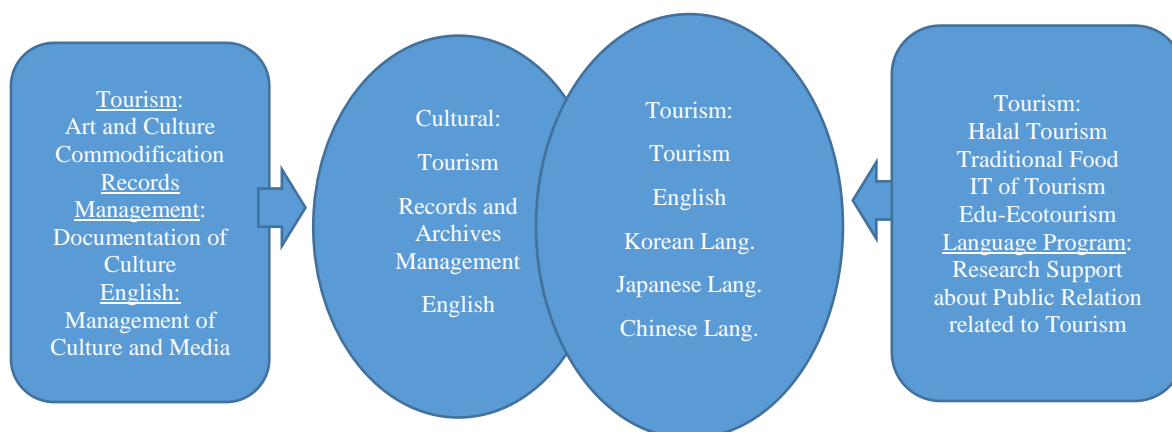 Tourism:
Art and Culture
Commodification
Records
Management:
Documentation of
Culture
English:
Management of
Culture and Media
Cultural:
Tourism
Records and
Archives
Management
English
Tourism:
Tourism
English
Korean Lang.
Japanese Lang.
Chinese Lang.
Tourism:
Halal Tourism
Traditional Food
IT of Tourism
Edu-Ecotourism
Language Program:
Research Support
about Public Relation
related to Tourism